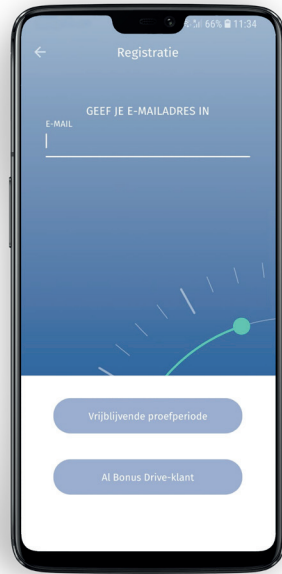 66% 11:34
Registratie
GEEF JE E-MAILADRES IN
E-MAIL
Vrijblijvende proefperiode
Al Bonus Drive-klant